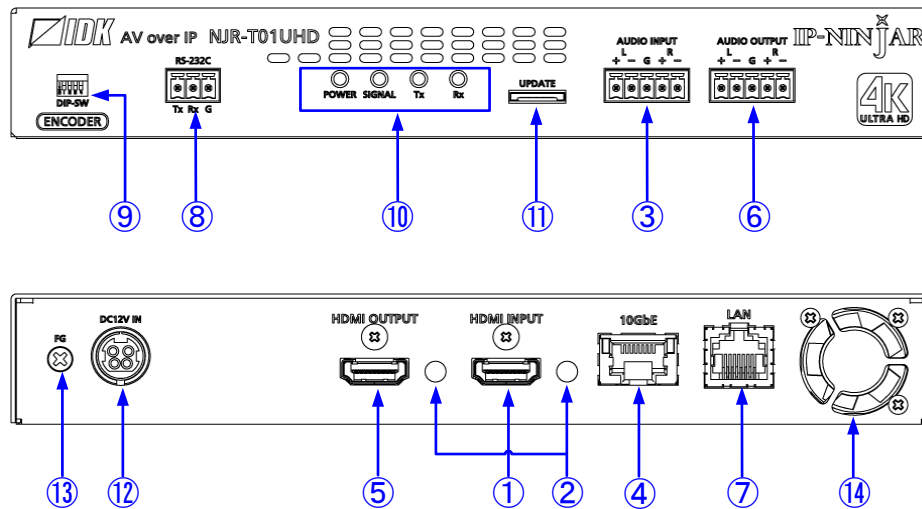 IDK AV over IP NJR-T01UHD
IP-NINJAR
RS-232C
AUDIO INPUT
AUDIO OUTPUT
L R
L R
+ - G + -
+ - G + -
DIP-SW
Tx Rx G
POWER SIGNAL Tx Rx
UPDATE
4K
ULTRA HD
ENCODER
⑨ ⑧ ⑩ ⑪ ③ ⑥
FG
DC12V IN
HDMI OUTPUT
HDMI INPUT
10GbE
LAN
⑬ ⑫ ⑤ ① ② ④ ⑦ ⑭